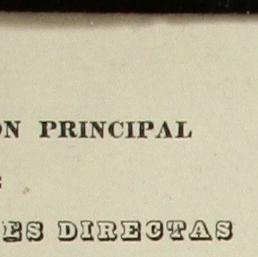 ON PRINCIPAL
ES DIRECTAS